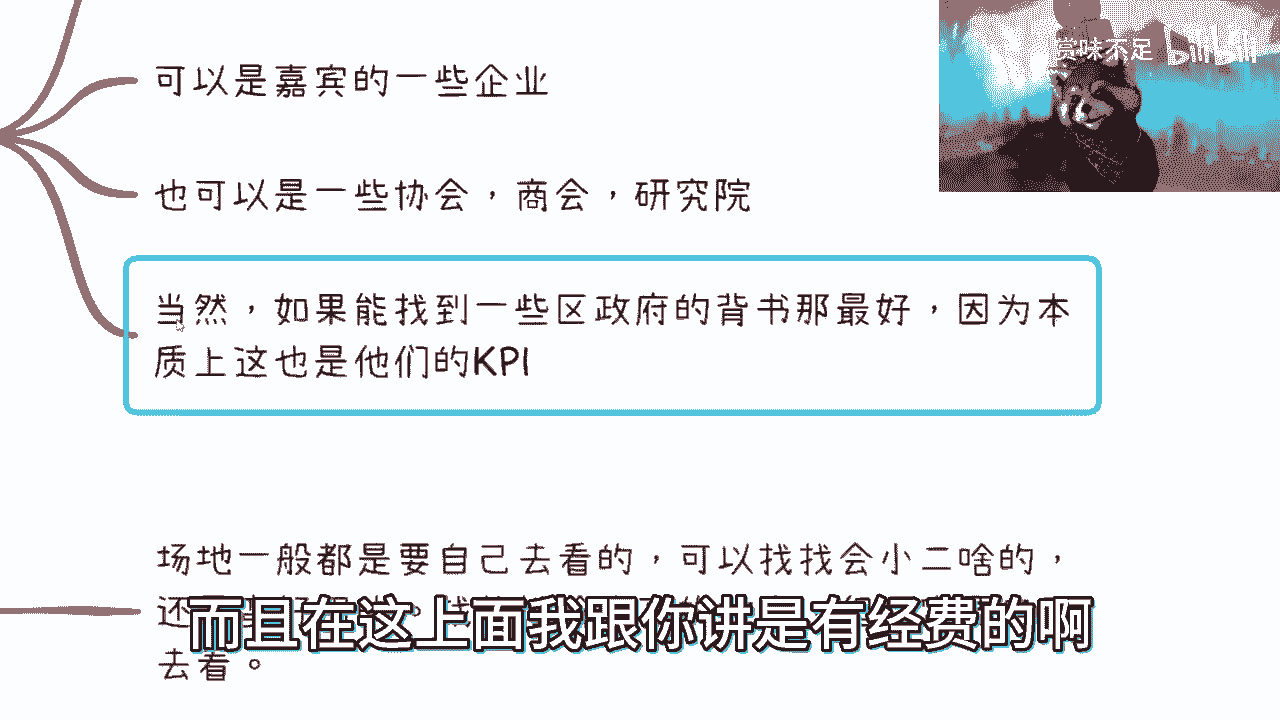 可以是嘉宾的一些企业
赏味不足 bilibili
也可以是一些协会，商会，研究院
当然，如果能找到一些区政府的背书那最好，因为本
质上这也是他们的KPI
场地一般都是要自己去看的，可以找找会小二啥的，
还
而且在这上面我跟你讲是有经费的啊
去看。